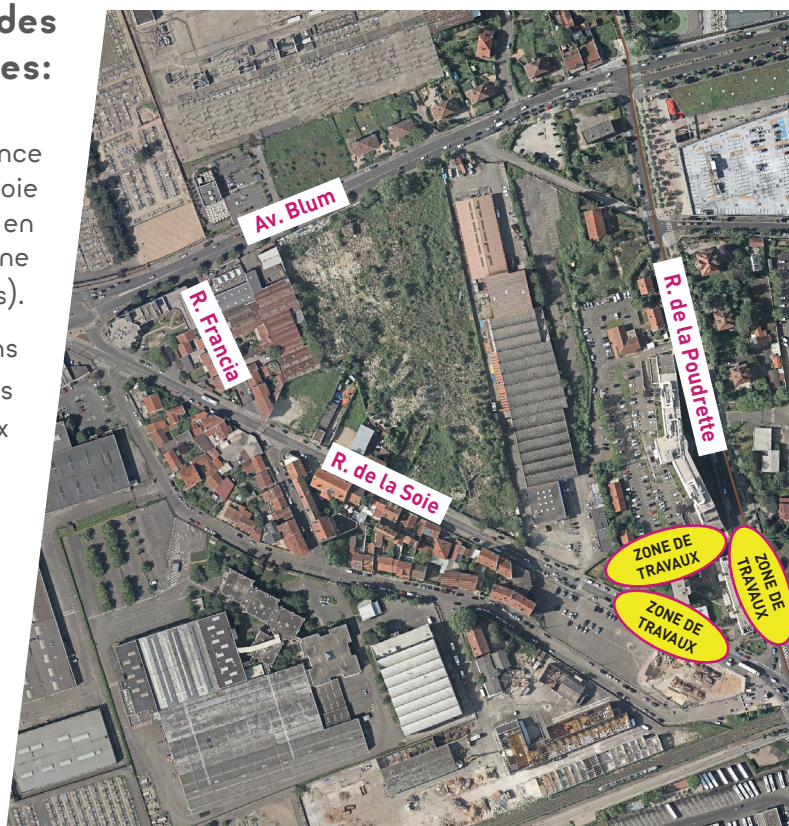 des
es:
nce
oie
en
ne
s).
ns
s
x
Av. Blum
R. Francia
R. de la Poudrette
R. de la Soie
ZONE DE
TRAVAUX
ZONE DE
TRAVAUX
ZONE DE
TRAVAUX